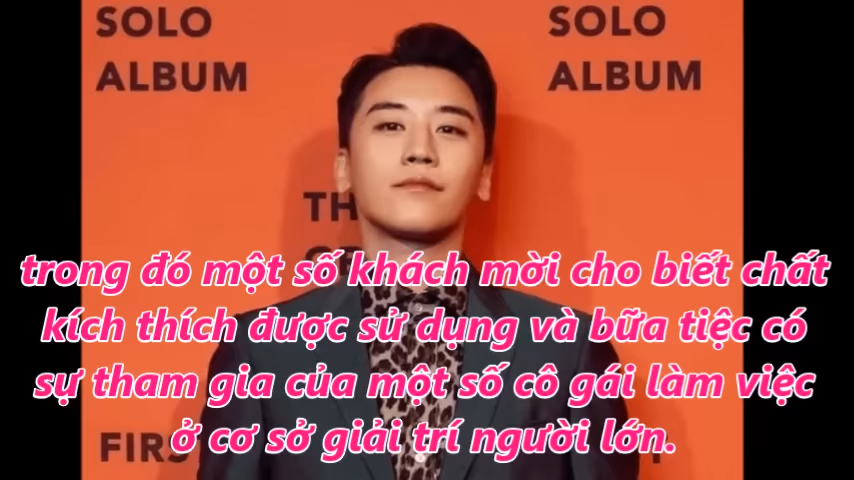 SOLO
ALBUM
SOLO
ALBUM
TH
trong đó một số khách mời cho biết chất
kích thích được sử dụng và bữa tiệc có
sự tham gia của một số cô gái làm việc
ở cơ sở giải trí người lớn.
FIRS